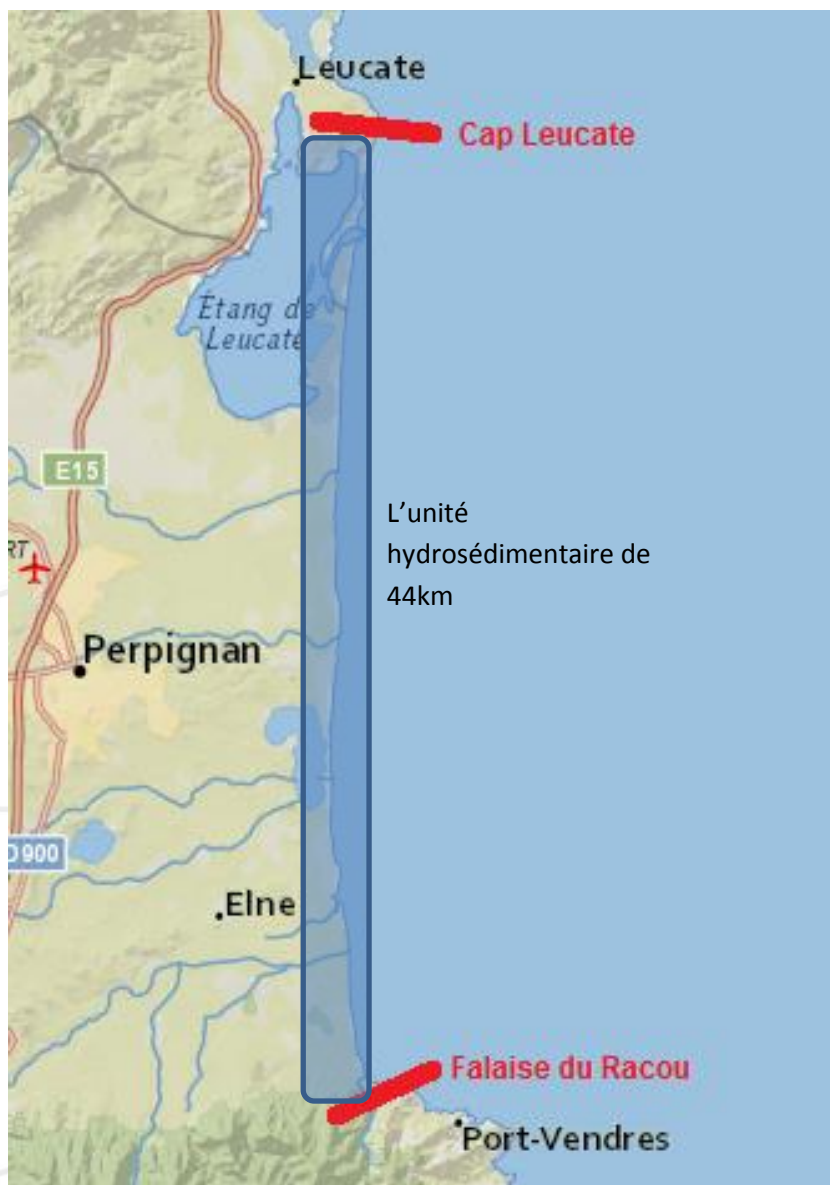 Leucate
Cap Leucate
Étang de
Leucate
E15
L'unité
hydrosédimentaire de
44km
RT
Perpignan
D900
Elne
Falaise du Racou
Port-Vendres